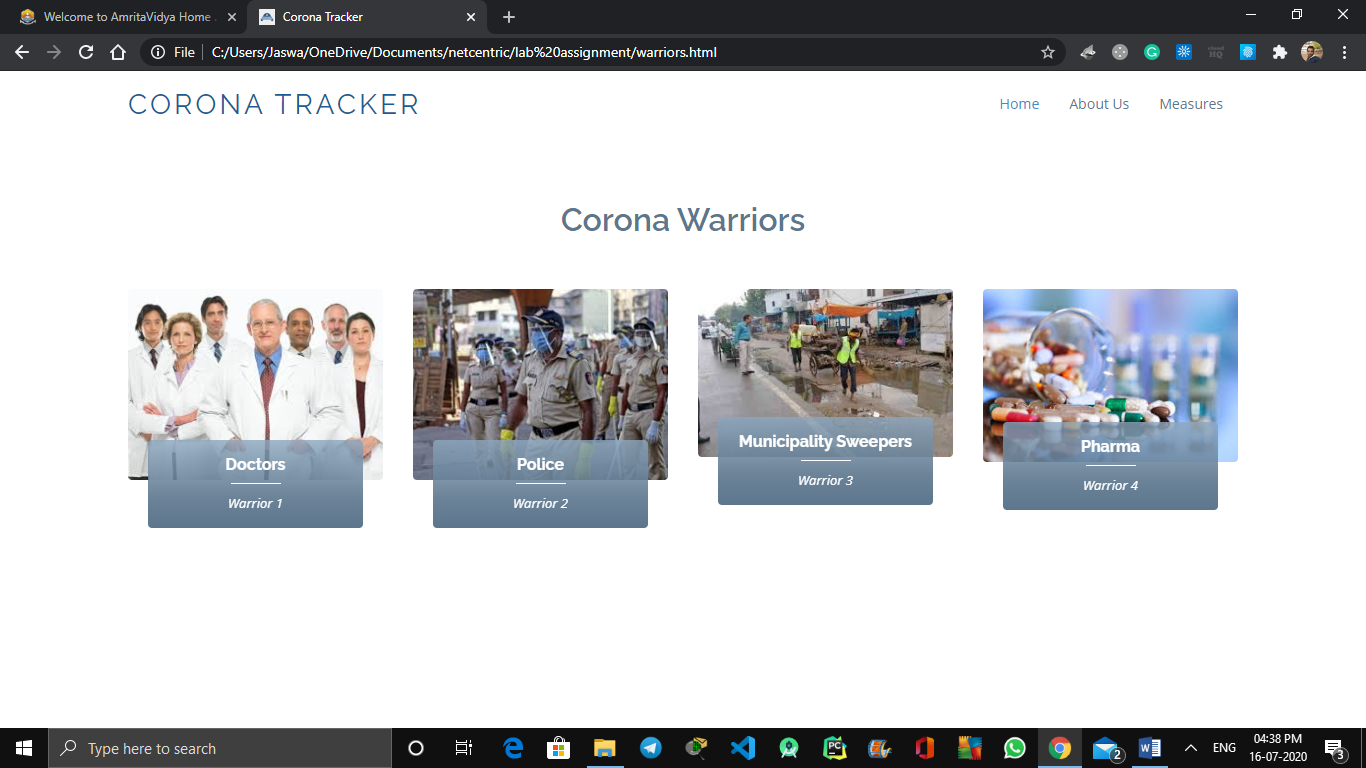 Welcome to AmritaVidya Home
Corona Tracker
File
C:/Users/Jaswa/OneDrive/Documents/netcentric/lab%20assignment/warriors.html
CORONA TRACKER
Home
About Us
Measures
Corona Warriors
Doctors
Warrior 1
Police
Warrior 2
Municipality Sweepers
Warrior 3
Pharma
Warrior 4
Type here to search
2
ENG
04:38 PM
16-07-2020
3